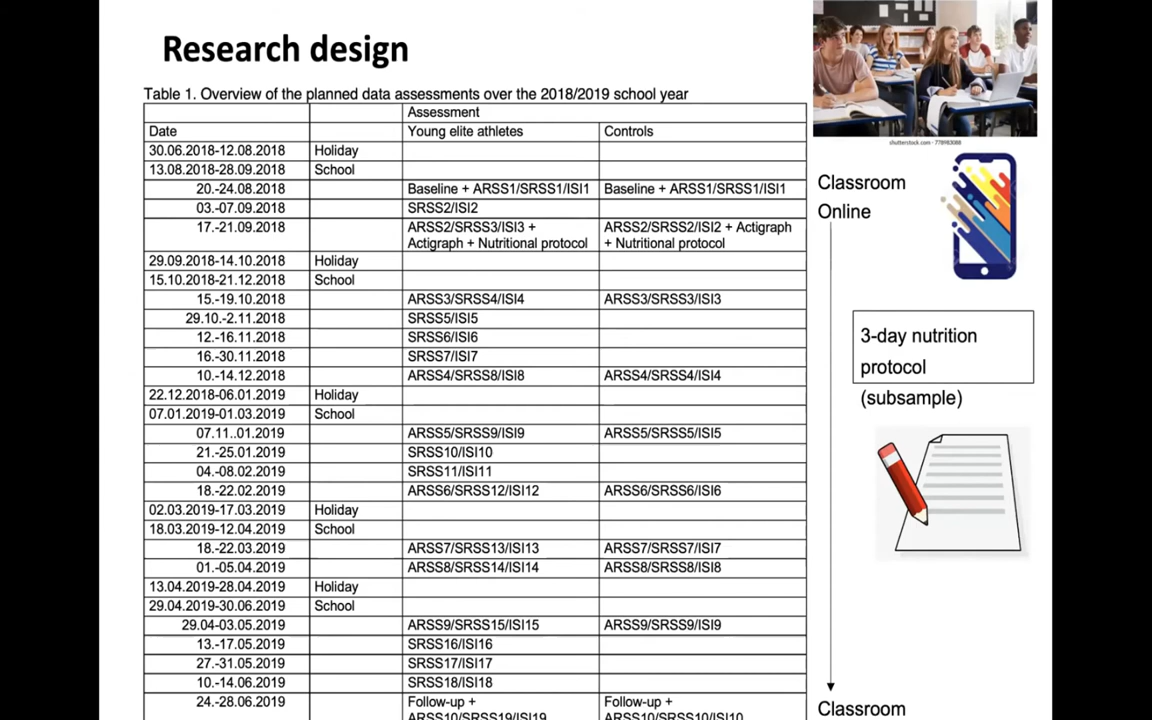 Research design
Table 1. Overview of the planned data assessments over the 2018/2019 school year
Assessment
Date Young elite athletes Controls
30.06.2018-12.08.2018 Holiday
13.08.2018-28.09.2018 School
20.-24.08.2018 Baseline + ARSS1/SRSS1/ISI1 Baseline + ARSS1/SRSS1/ISI1
03.-07.09.2018 SRSS2/ISI2
17.-21.09.2018 ARSS2/SRSS3/ISI3 + ARSS2/SRSS2/ISI2 + Actigraph
Actigraph + Nutritional protocol + Nutritional protocol
29.09.2018-14.10.2018 Holiday
15.10.2018-21.12.2018 School
15.-19.10.2018 ARSS3/SRSS4/ISI4 ARSS3/SRSS3/ISI3
29.10.-2.11.2018 SRSS5/ISI5
12.-16.11.2018 SRSS6/ISI6
16.-30.11.2018 SRSS7/ISI7
10.-14.12.2018 ARSS4/SRSS8/ISI8 ARSS4/SRSS4/ISI4
22.12.2018-06.01.2019 Holiday
07.01.2019-01.03.2019 School
07.11..01.2019 ARSS5/SRSS9/ISI9 ARSS5/SRSS5/ISI5
21.-25.01.2019 SRSS10/ISI10
04.-08.02.2019 SRSS11/ISI11
18.-22.02.2019 ARSS6/SRSS12/ISI12 ARSS6/SRSS6/ISI6
02.03.2019-17.03.2019 Holiday
18.03.2019-12.04.2019 School
18.-22.03.2019 ARSS7/SRSS13/ISI13 ARSS7/SRSS7/ISI7
01.-05.04.2019 ARSS8/SRSS14/ISI14 ARSS8/SRSS8/ISI8
13.04.2019-28.04.2019 Holiday
29.04.2019-30.06.2019 School
29.04-03.05.2019 ARSS9/SRSS15/ISI15 ARSS9/SRSS9/ISI9
13.-17.05.2019 SRSS16/ISI16
27.-31.05.2019 SRSS17/ISI17
10.-14.06.2019 SRSS18/ISI18
24.-28.06.2019 Follow-up + Follow-up +
ARSS10/SRSS19/ISI19 ARSS10/SRSS10/ISI10
shutterstock.com · 778983088
Classroom
Online
3-day nutrition
protocol
(subsample)
Classroom